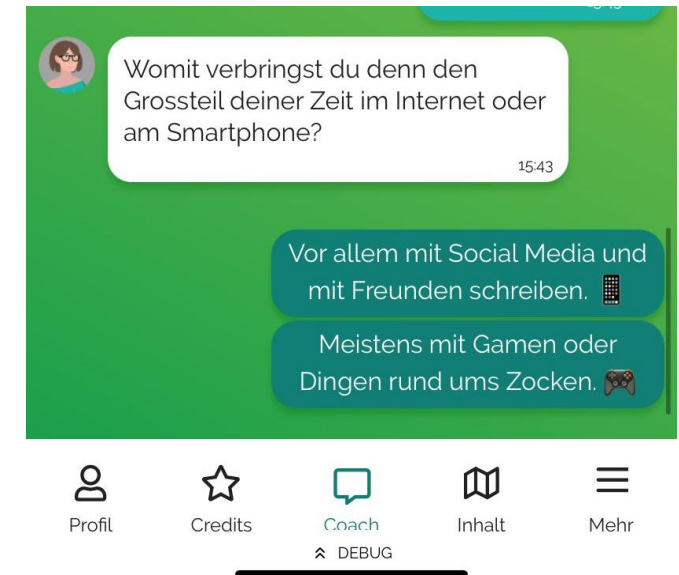 Womit verbringst du denn den
Grossteil deiner Zeit im Internet oder
am Smartphone?
15:43
Vor allem mit Social Media und
mit Freunden schreiben.
Meistens mit Gamen oder
Dingen rund ums Zocken.
Profil
Credits
Coach
Inhalt
Mehr
DEBUG